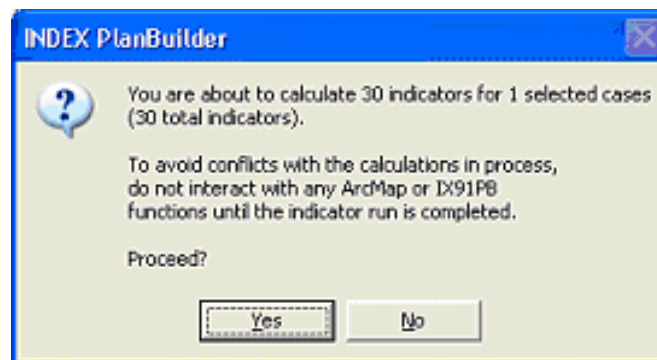 INDEX PlanBuilder
You are about to calculate 30 indicators for 1 selected cases
(30 total indicators).
To avoid conflicts with the calculations in process,
do not interact with any ArcMap or IX91PB
functions until the indicator run is completed.
Proceed?
Yes
No